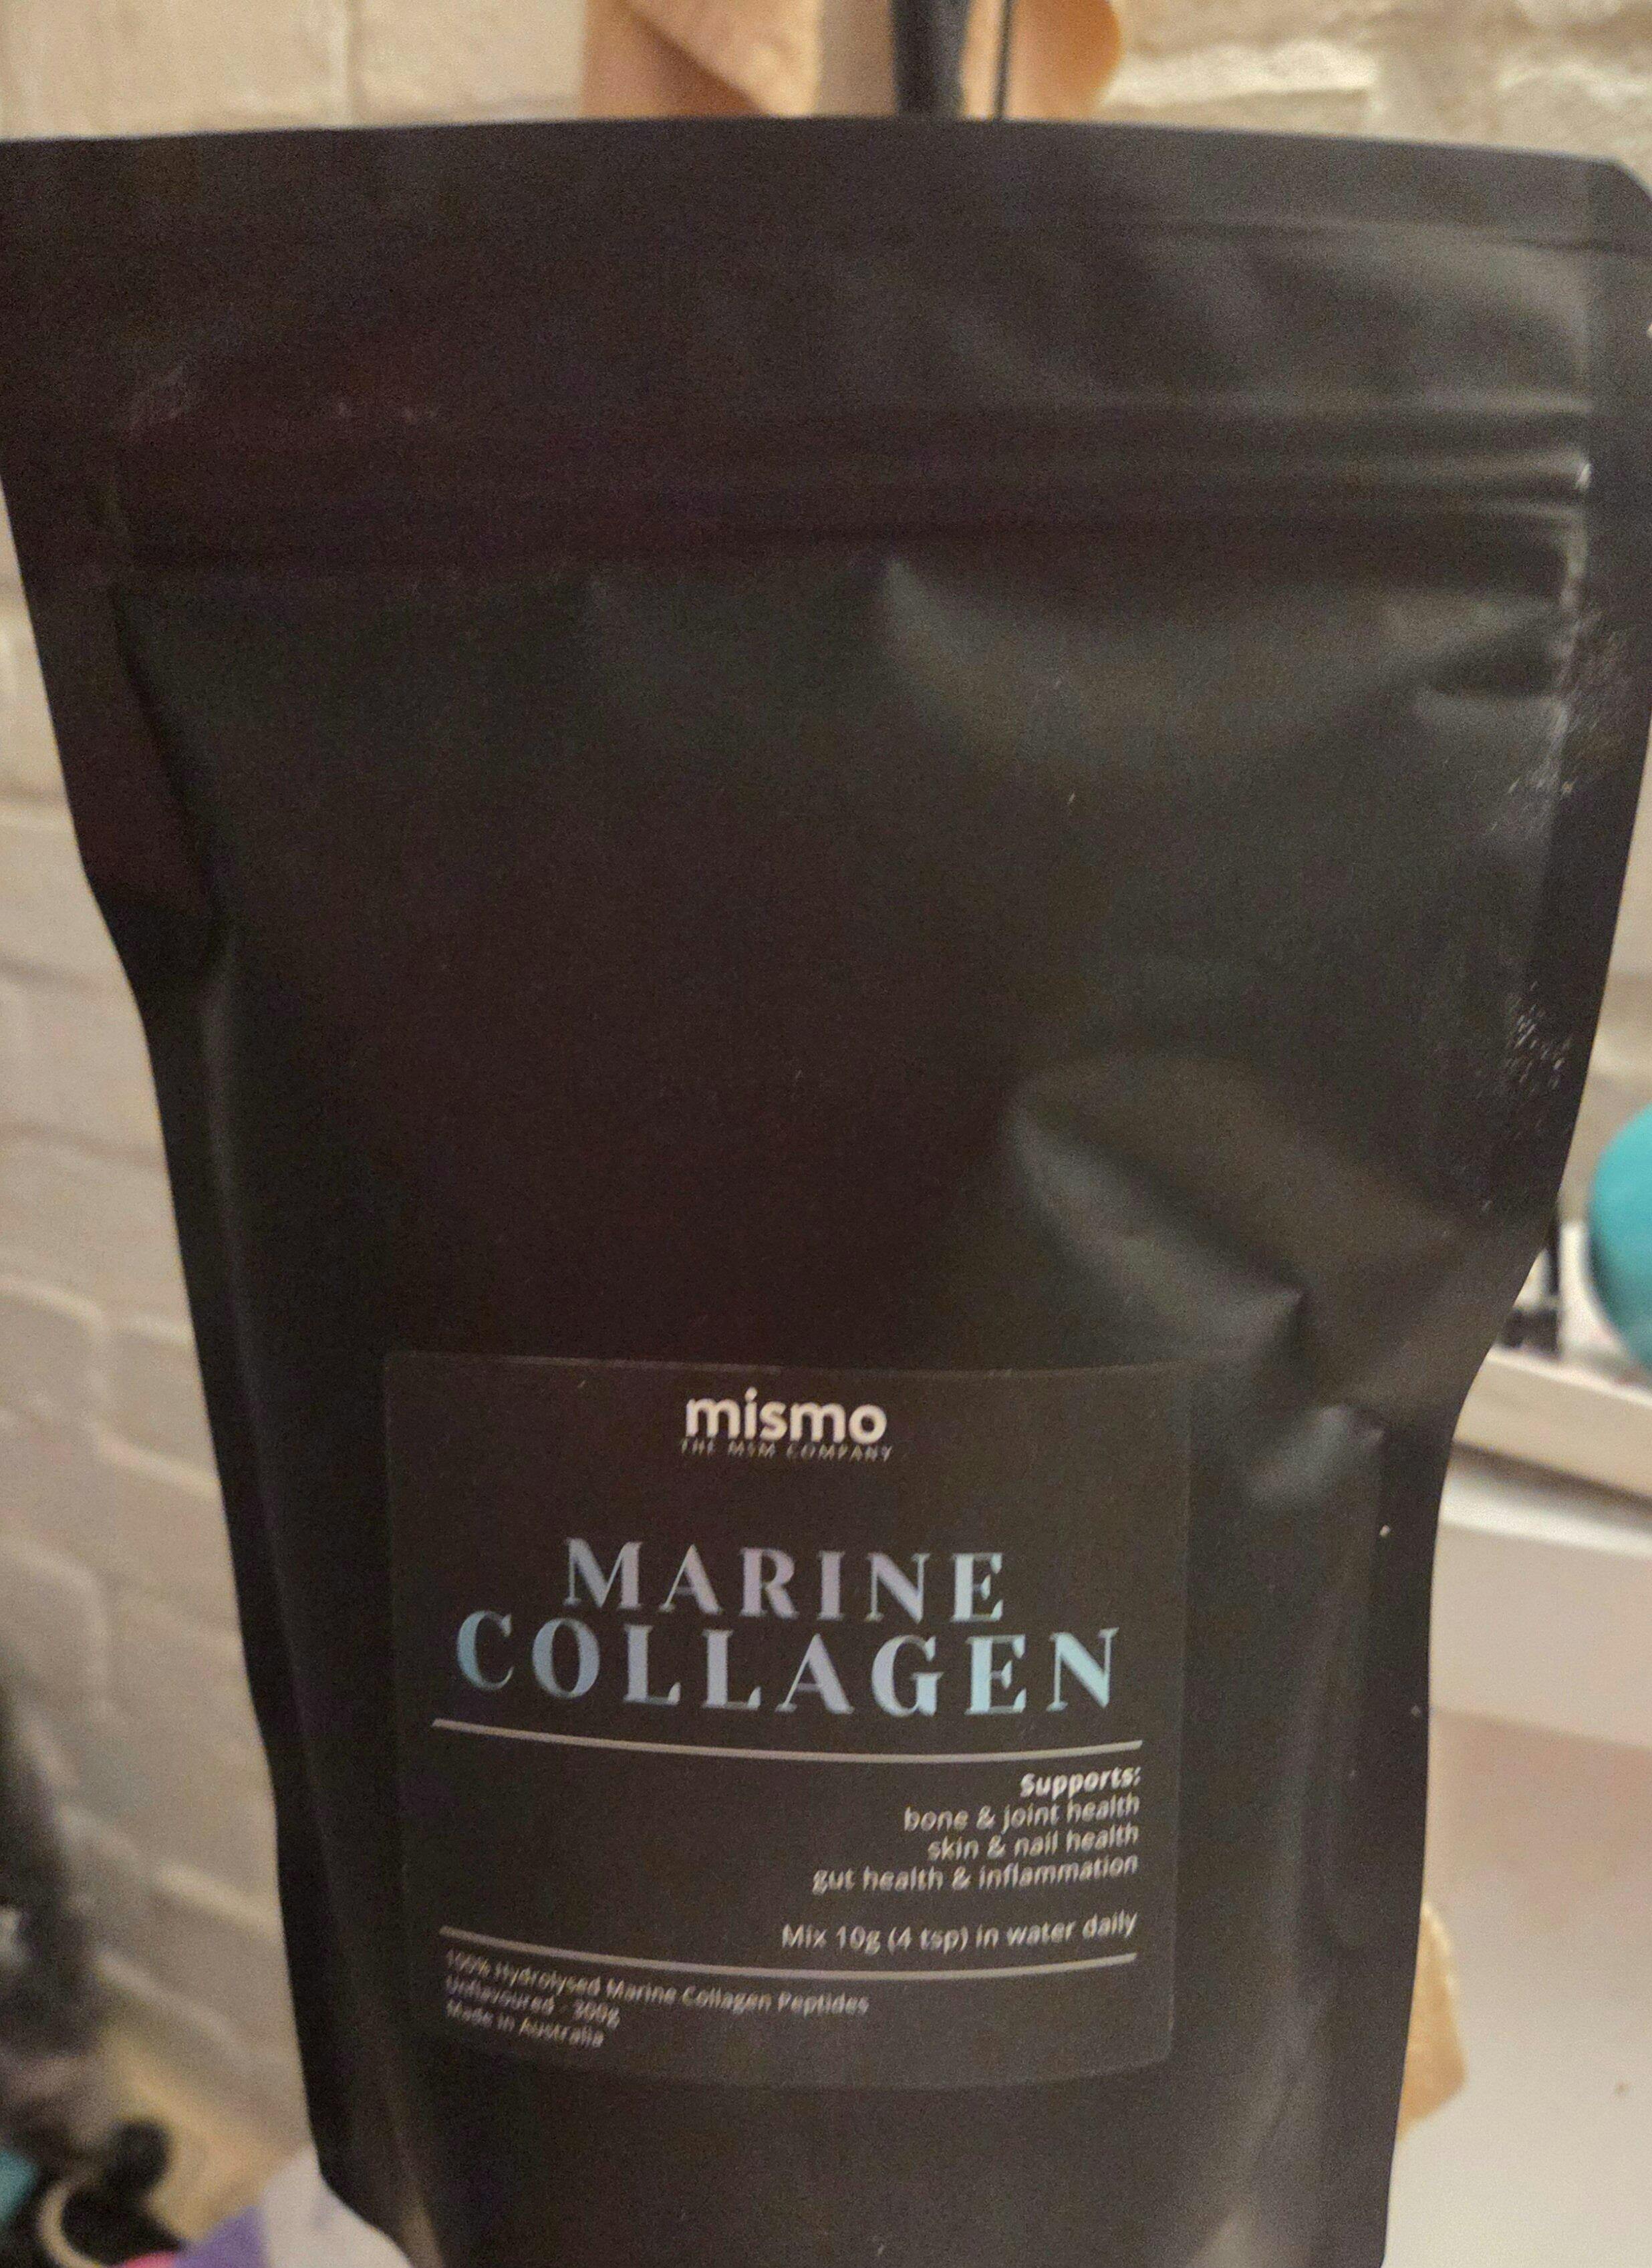 mismo
THE MSM COMPANY
MARINE
COLLAGEN
Supports:
bone & joint health
skin & nail health
gut health & inflammation
Mix 10g (4 tsp) in water daily
100% Hydrolysed Marine Collagen Peptides
Unflavoured - 300g
Made in Australia